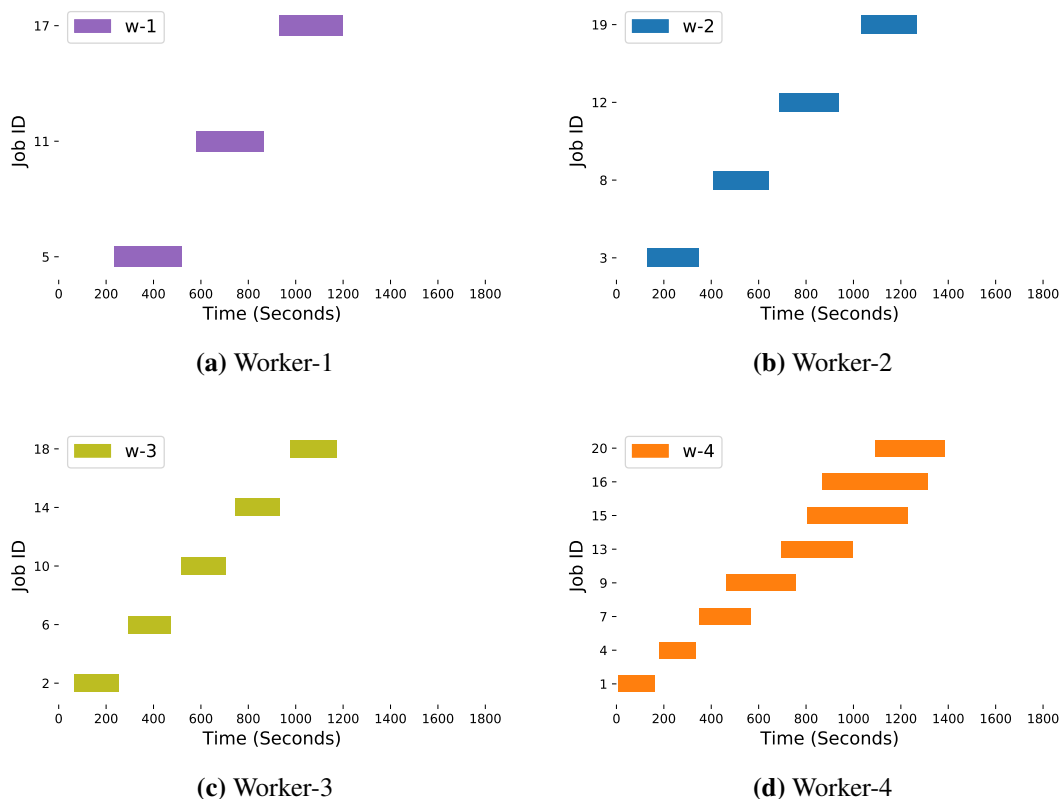 w-1
17
11
5
Job ID
0 200 400 600 800 1000 1200 1400 1600 1800
Time (Seconds)
(a) Worker-1
w-2
19
12
8
3
Job ID
0 200 400 600 800 1000 1200 1400 1600 1800
Time (Seconds)
(b) Worker-2
w-3
18
14
10
6
2
Job ID
0 200 400 600 800 1000 1200 1400 1600 1800
Time (Seconds)
(c) Worker-3
w-4
20
16
15
13
9
7
4
1
Job ID
0 200 400 600 800 1000 1200 1400 1600 1800
Time (Seconds)
(d) Worker-4